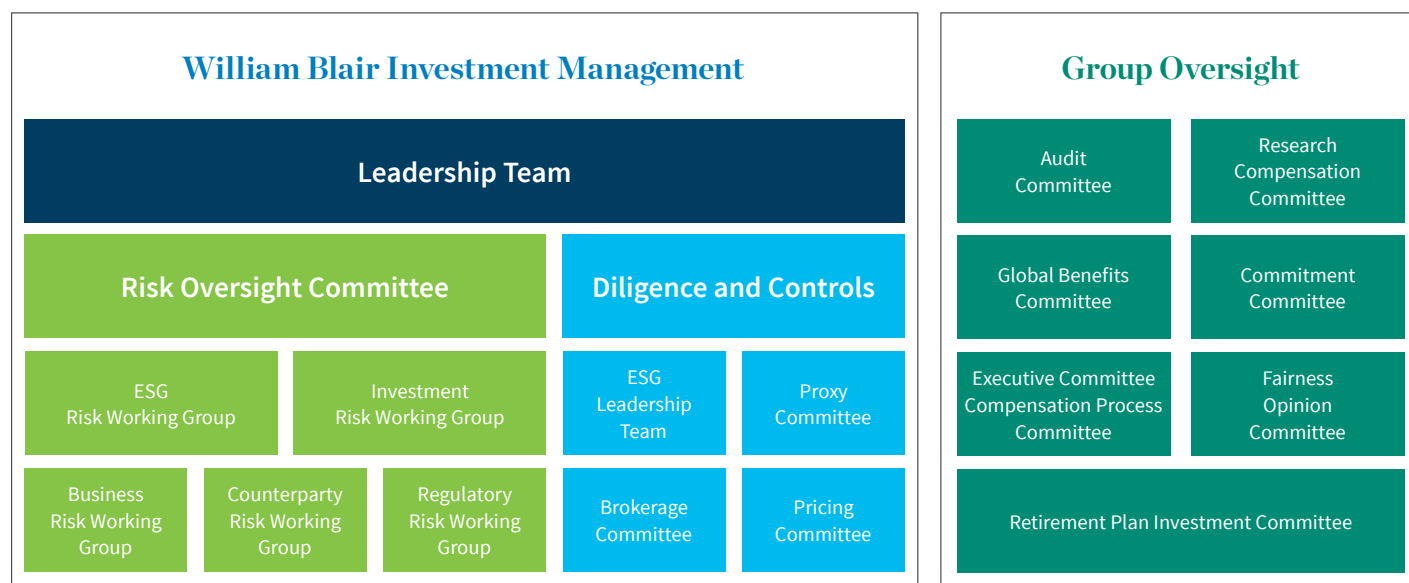 William Blair Investment Management
Leadership Team
Risk Oversight Committee
Diligence and Controls
ESG
Risk Working Group
Investment
Risk Working Group
ESG
Leadership
Team
Proxy
Committee
Business
Risk Working
Group
Counterparty
Risk Working
Group
Regulatory
Risk Working
Group
Brokerage
Committee
Pricing
Committee
Group Oversight
Audit
Committee
Research
Compensation
Committee
Global Benefits
Committee
Commitment
Committee
Executive Committee
Compensation Process
Committee
Fairness
Opinion
Committee
Retirement Plan Investment Committee